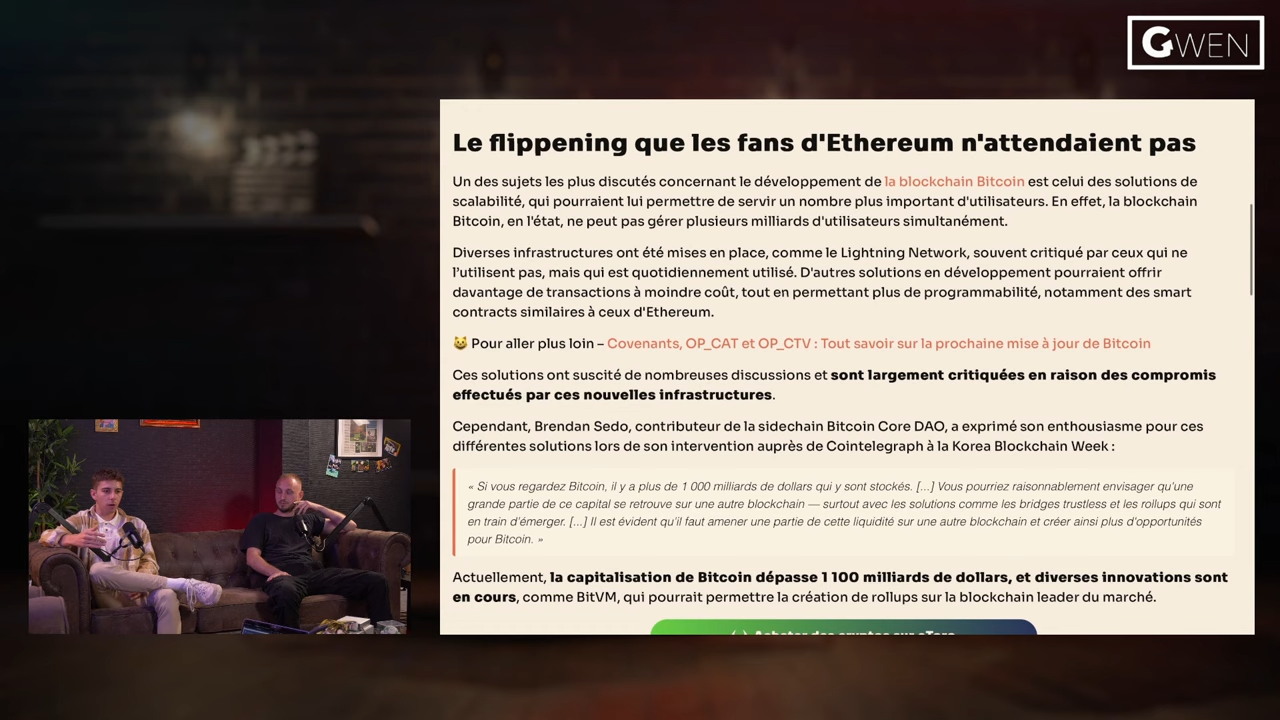 GWEN
Le flippening que les fans d'Ethereum n'attendaient pas
Un des sujets les plus discutés concernant le développement de la blockchain Bitcoin est celui des solutions de
scalabilité, qui pourraient lui permettre de servir un nombre plus important d'utilisateurs. En effet, la blockchain
Bitcoin, en l'état, ne peut pas gérer plusieurs milliards d'utilisateurs simultanément.
Diverses infrastructures ont été mises en place, comme le Lightning Network, souvent critiqué par ceux qui ne
l'utilisent pas, mais qui est quotidiennement utilisé. D'autres solutions en développement pourraient offrir
davantage de transactions à moindre coût, tout en permettant plus de programmabilité, notamment des smart
contracts similaires à ceux d'Ethereum.
😺 Pour aller plus loin – Covenants, OP_CAT et OP_CTV : Tout savoir sur la prochaine mise à jour de Bitcoin
Ces solutions ont suscité de nombreuses discussions et sont largement critiquées en raison des compromis
effectués par ces nouvelles infrastructures.
Cependant, Brendan Sedo, contributeur de la sidechain Bitcoin Core DAO, a exprimé son enthousiasme pour ces
différentes solutions lors de son intervention auprès de Cointelegraph à la Korea Blockchain Week :
« Si vous regardez Bitcoin, il y a plus de 1 000 milliards de dollars qui y sont stockés. [...] Vous pourriez raisonnablement envisager qu'une
grande partie de ce capital se retrouve sur une autre blockchain — surtout avec les solutions comme les bridges trustless et les rollups qui sont
en train d'émerger. [...] Il est évident qu'il faut amener une partie de cette liquidité sur une autre blockchain et créer ainsi plus d'opportunités
pour Bitcoin. »
Actuellement, la capitalisation de Bitcoin dépasse 1 100 milliards de dollars, et diverses innovations sont
en cours, comme BitVM, qui pourrait permettre la création de rollups sur la blockchain leader du marché.
Acheter des cryptos sur eToro